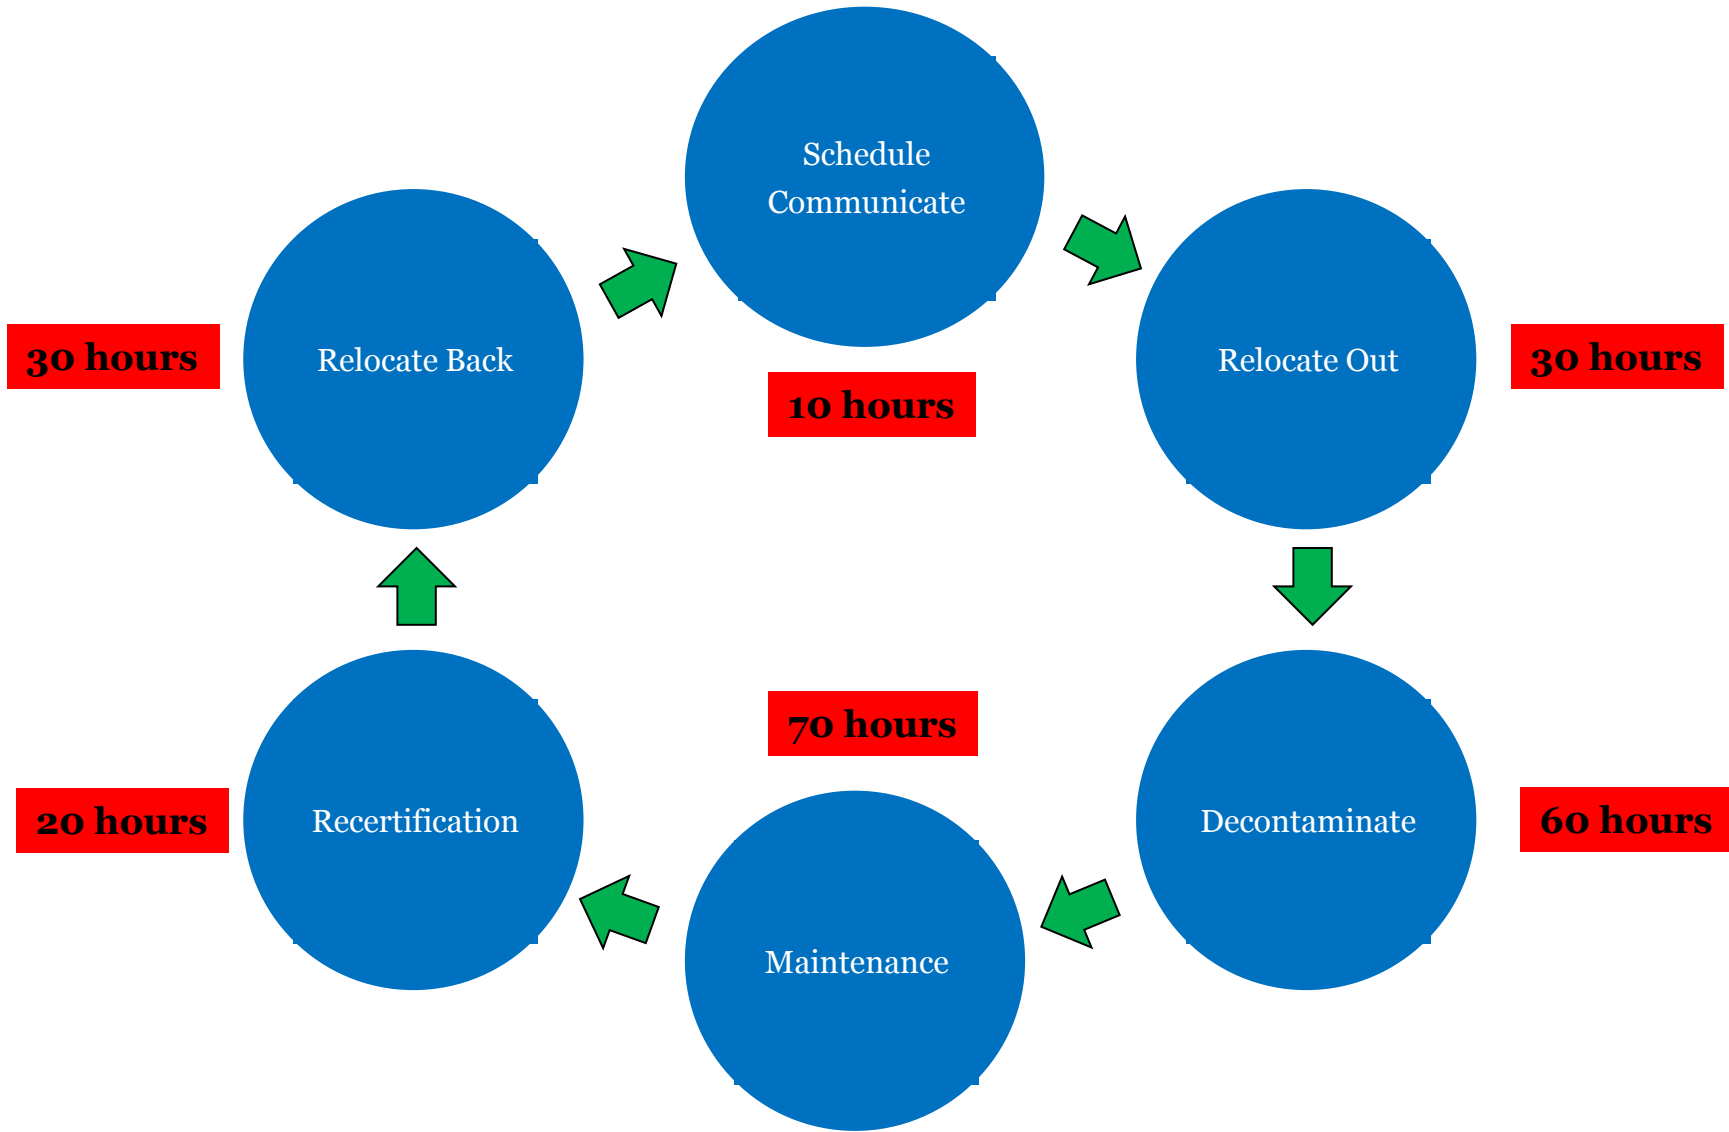 Schedule
Communicate
10 hours
Relocate Out
30 hours
Decontaminate
60 hours
Maintenance
70 hours
Recertification
20 hours
Relocate Back
30 hours